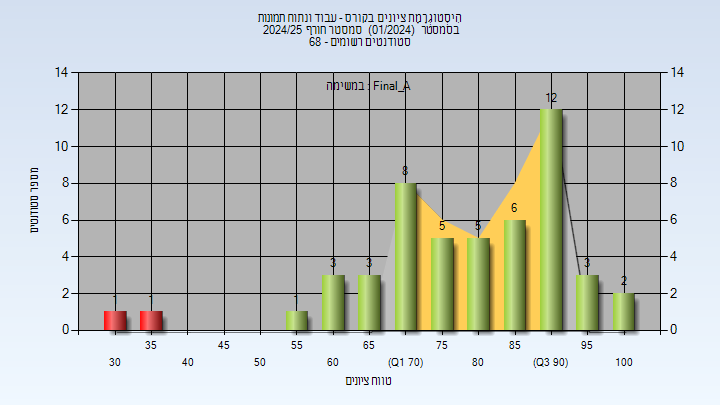 היסטוגרמת ציונים בקורס - עבוד ונתוח תמונות
בסמסטר (01/2024) סמסטר חורף 2024/25
סטודנטים רשומים - 68
במשימה : Final_A
מספר סטודנטים
14 14
12 12
10 10
8 8
6 6
4 4
2 2
0 0
1 1 1 3 3 8 5 5 6 12 3 2
35 45 55 65 75 85 95
30 40 50 60 (Q1 70) 80 (Q3 90) 100
טווח ציונים